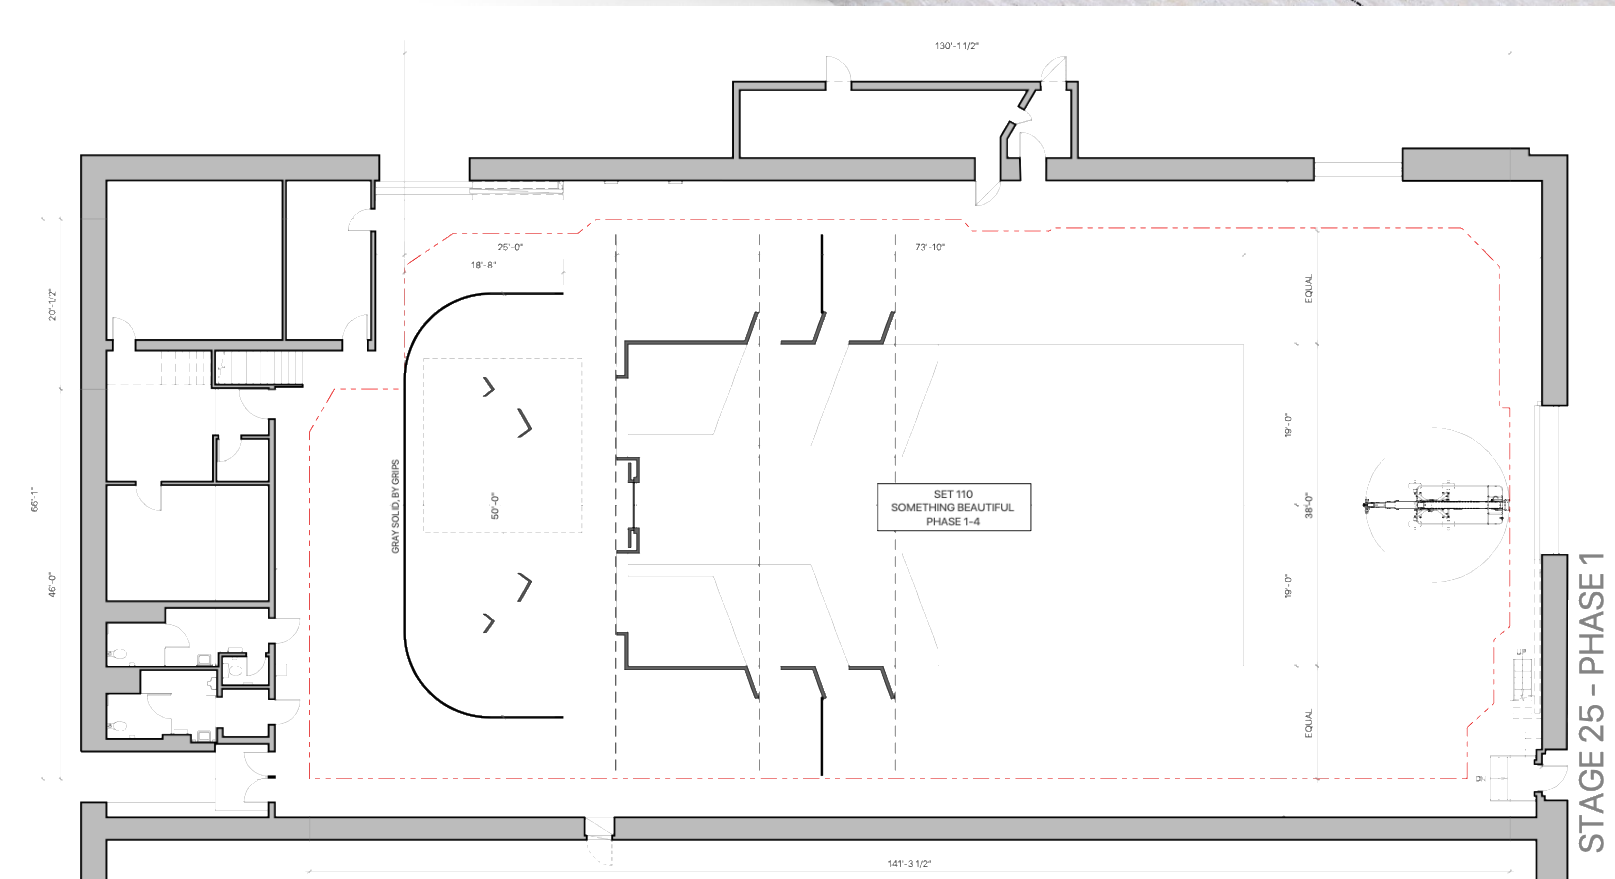 130'-1 1/2"
25'-0"
73'-10"
18'-8"
20'-1/2"
EQUAL
19'-0"
66'-1"
GRAY SOLID, BY GRIPS
50'-0"
SET 110
SOMETHING BEAUTIFUL
PHASE 1-4
38'-0"
46'-0"
19'-0"
EQUAL
STAGE 25 - PHASE 1
141'-3 1/2"